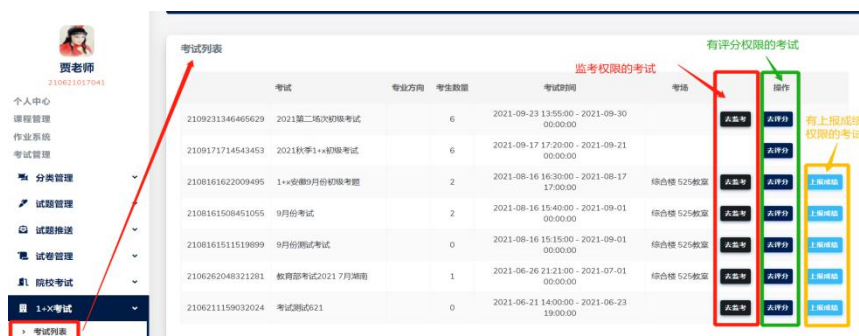 贾老师
210621017041
个人中心
课程管理
作业系统
考试管理
分类管理
试题管理
试题推送
试卷管理
院校考试
1+X考试
考试列表
考试列表
监考权限的考试
有评分权限的考试
有上报成绩
权限的考试
考试 专业方向 考生数量 考试时间 考场 操作
2109231346465629 2021第二场次初级考试 6 2021-09-23 13:55:00 - 2021-09-30 00:00:00 去监考 去评分
2109171714543453 2021秋季1+x初级考试 6 2021-09-17 17:20:00 - 2021-09-21 00:00:00 去评分
2108161622009495 1+x安徽9月份初级考题 2 2021-08-16 16:30:00 - 2021-08-17 17:00:00 综合楼 525教室 去监考 去评分 上报成绩
2108161508451055 9月份考试 2 2021-08-16 15:40:00 - 2021-09-01 00:00:00 综合楼 525教室 去监考 去评分 上报成绩
2108161511519899 9月份测试考试 0 2021-08-16 15:15:00 - 2021-09-01 00:00:00 综合楼 525教室 去监考 去评分 上报成绩
2106262048321281 教育部考试2021 7月湖南 1 2021-06-26 21:21:00 - 2021-07-01 00:00:00 综合楼 525教室 去监考 去评分 上报成绩
2106211159032024 考试测试621 0 2021-06-21 14:00:00 - 2021-06-23 19:00:00 去监考 去评分 上报成绩